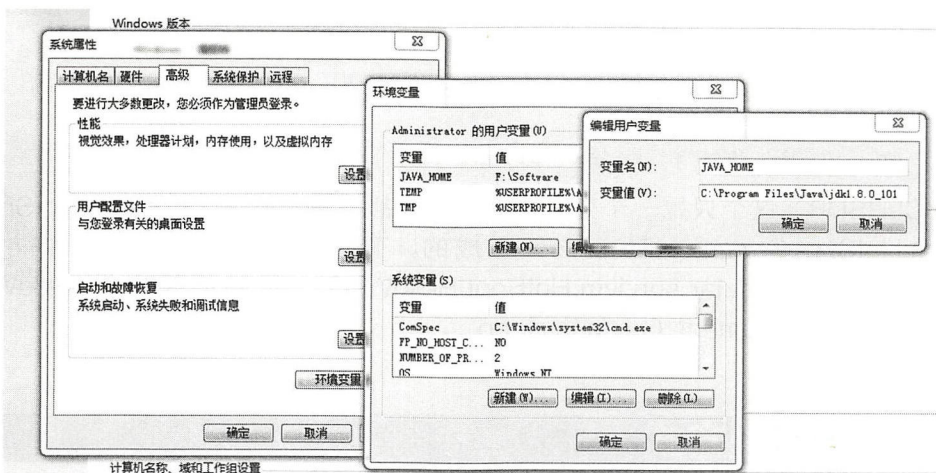 Windows 版本
系统属性
计算机名 硬件 高级 系统保护 远程
要进行大多数更改，您必须作为管理员登录。
性能
视觉效果，处理器计划，内存使用，以及虚拟内存
设置
用户配置文件
与您登录有关的桌面设置
设置
启动和故障恢复
系统启动、系统失败和调试信息
设置
环境变量
确定 取消
计算机名称、域和工作组设置
环境变量
Administrator 的用户变量(U)
变量 值
JAVA_HOME F:\Software
TEMP %USERPROFILE%\A
TMP %USERPROFILE%\A
新建(N)...
系统变量(S)
变量 值
ComSpec C:\Windows\system32\cmd.exe
FP_NO_HOST_C... NO
NUMBER_OF_PR... 2
OS Windows_NT
新建(W)... 编辑(I)... 删除(L)
确定 取消
编辑用户变量
变量名(N): JAVA_HOME
变量值(V): C:\Program Files\Java\jdk1.8.0_101
确定 取消